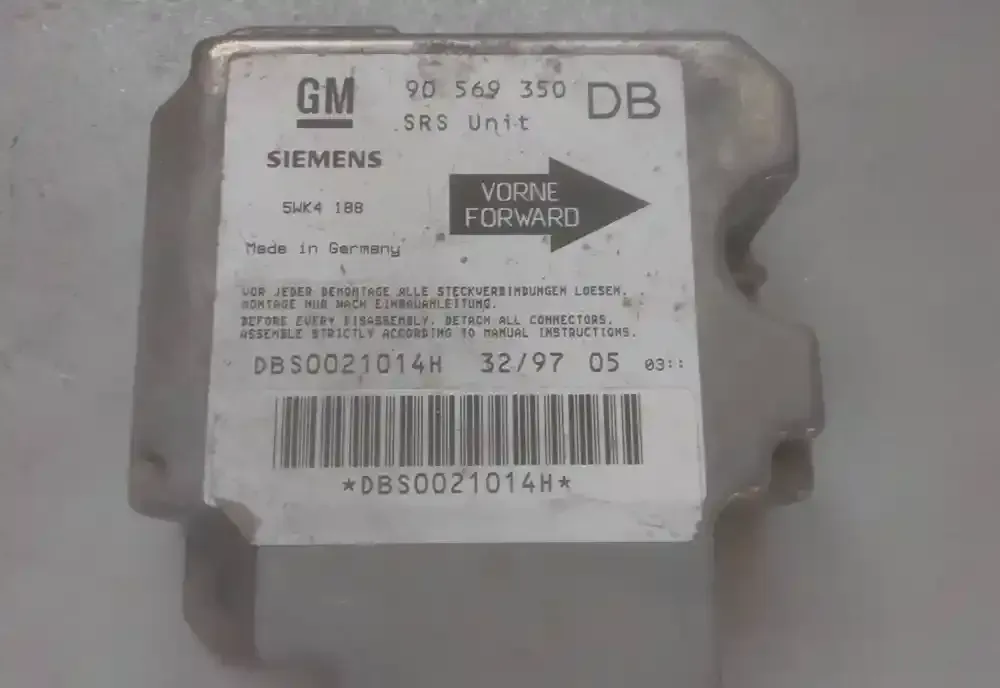 GM 90 569 350 DB
SRS Unit
SIEMENS
VORNE
FORWARD
5WK4 188
Made in Germany
VOR JEDER DEMONTAGE ALLE STECKVERBINDUNGEN LOESEN.
MONTAGE NUR NACH EINBAUANLEITUNG.
BEFORE EVERY DISASSEMBLY. DETACH ALL CONNECTORS.
ASSEMBLE STRICTLY ACCORDING TO MANUAL INSTRUCTIONS.
DBS0021014H 32/97 05 03::
*DBS0021014H*